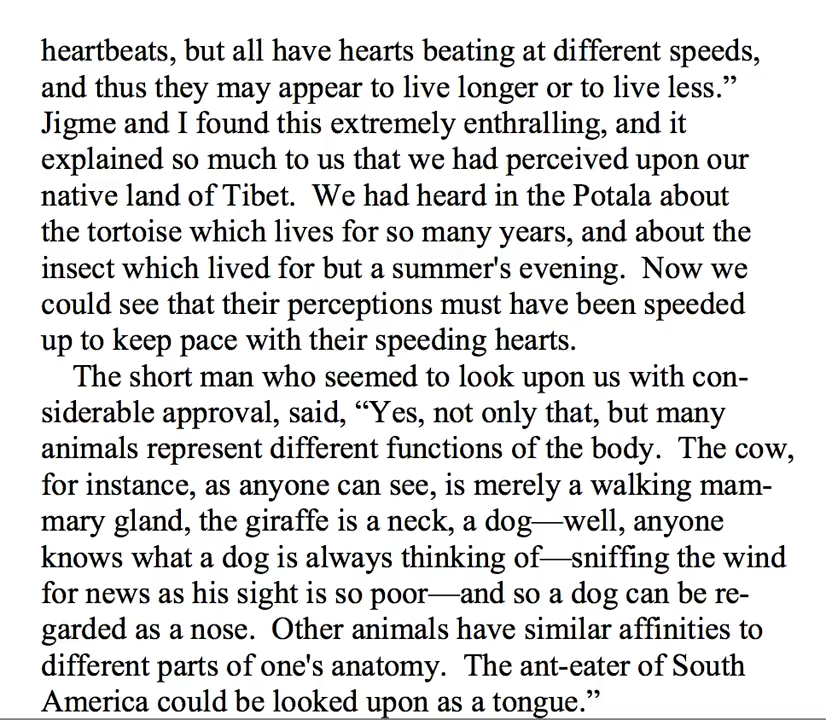 heartbeats, but all have hearts beating at different speeds,
and thus they may appear to live longer or to live less.”
Jigme and I found this extremely enthralling, and it
explained so much to us that we had perceived upon our
native land of Tibet.  We had heard in the Potala about
the tortoise which lives for so many years, and about the
insect which lived for but a summer's evening.  Now we
could see that their perceptions must have been speeded
up to keep pace with their speeding hearts.
The short man who seemed to look upon us with con-
siderable approval, said, “Yes, not only that, but many
animals represent different functions of the body.  The cow,
for instance, as anyone can see, is merely a walking mam-
mary gland, the giraffe is a neck, a dog—well, anyone
knows what a dog is always thinking of—sniffing the wind
for news as his sight is so poor—and so a dog can be re-
garded as a nose.  Other animals have similar affinities to
different parts of one's anatomy.  The ant-eater of South
America could be looked upon as a tongue.”